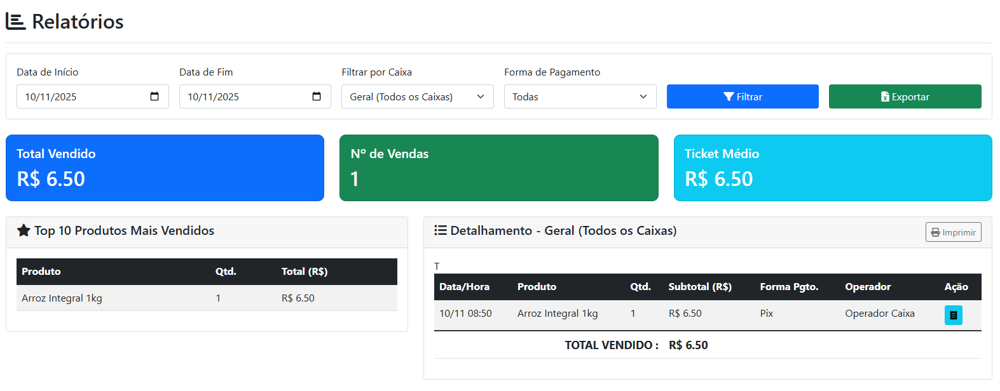 Relatórios
Data de Início
Data de Fim
Filtrar por Caixa
Forma de Pagamento
10/11/2025
10/11/2025
Geral (Todos os Caixas)
Todas
Filtrar
Exportar
Total Vendido
R$ 6.50
Nº de Vendas
1
Ticket Médio
R$ 6.50
Top 10 Produtos Mais Vendidos
Produto Qtd. Total (R$)
Arroz Integral 1kg 1 R$ 6.50
Detalhamento - Geral (Todos os Caixas)
Imprimir
T
Data/Hora Produto Qtd. Subtotal (R$) Forma Pgto. Operador Ação
10/11 08:50 Arroz Integral 1kg 1 R$ 6.50 Pix Operador Caixa
TOTAL VENDIDO : R$ 6.50